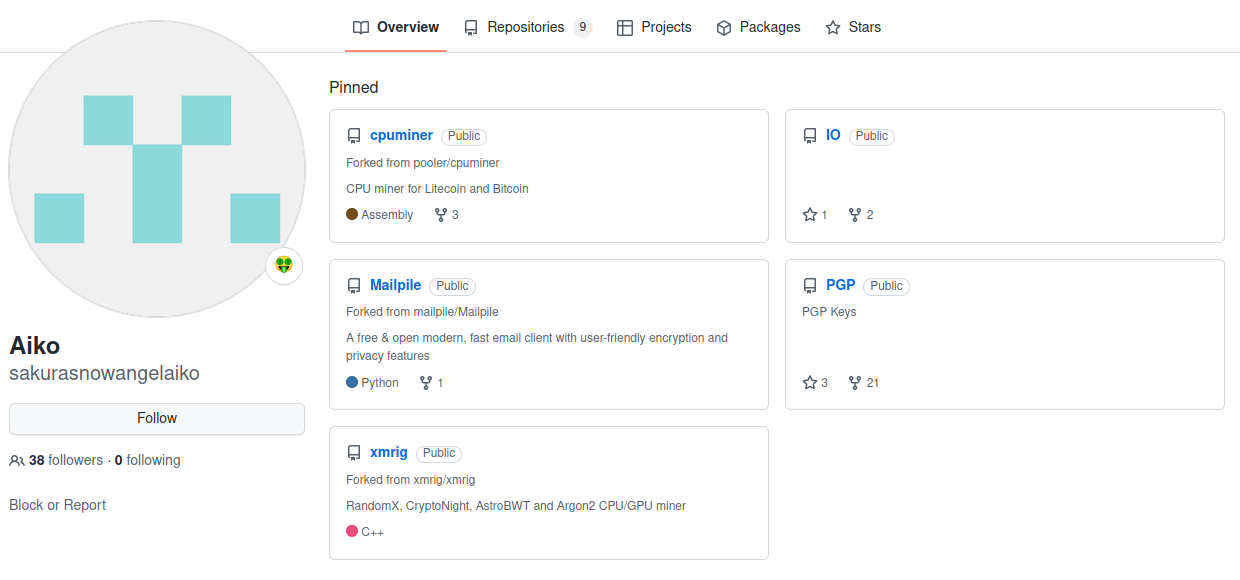 Overview Repositories 9 Projects Packages Stars
Aiko
sakurasnowangelaiko
Follow
38 followers · 0 following
Block or Report
Pinned
cpuminer Public
Forked from pooler/cpuminer
CPU miner for Litecoin and Bitcoin
Assembly 3
IO Public
1 2
Mailpile Public
Forked from mailpile/Mailpile
A free & open modern, fast email client with user-friendly encryption and
privacy features
Python 1
PGP Public
PGP Keys
3 21
xmrig Public
Forked from xmrig/xmrig
RandomX, CryptoNight, AstroBWT and Argon2 CPU/GPU miner
C++